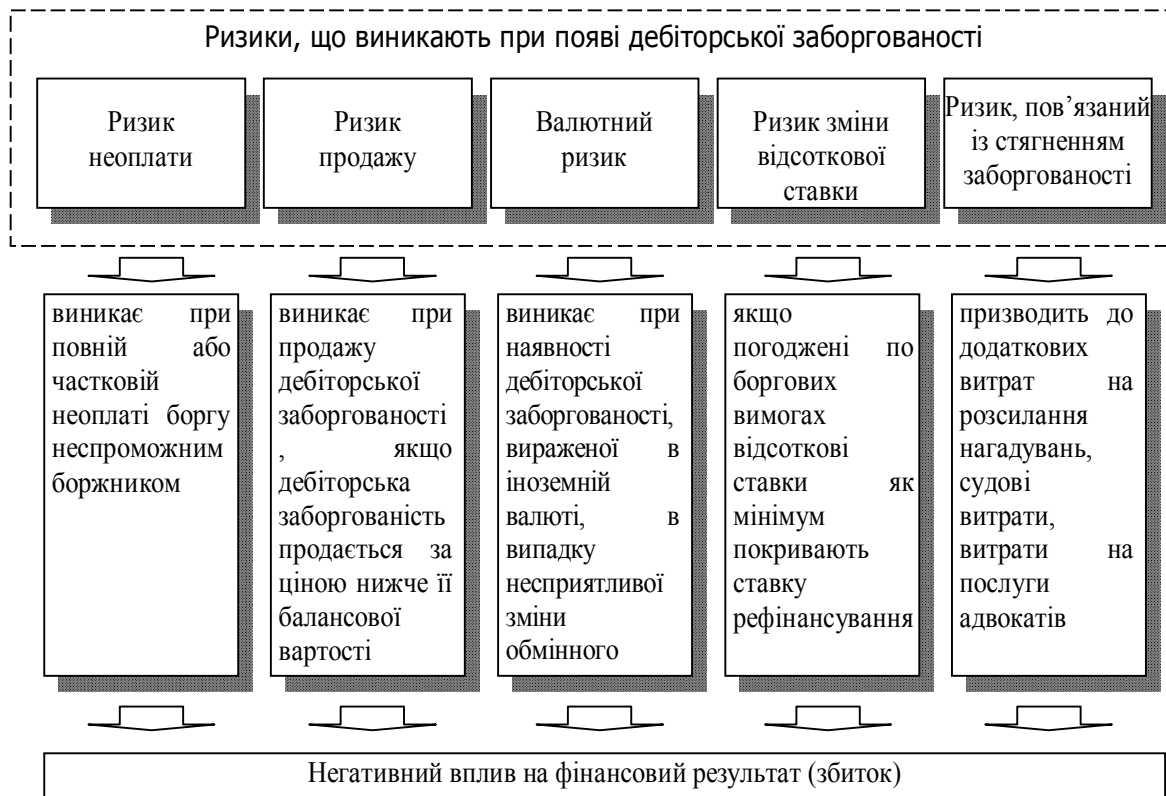 Ризики, що виникають при появі дебіторської заборгованості
Ризик
неоплати
Ризик
продажу
Валютний
ризик
Ризик зміни
відсоткової
ставки
Ризик, пов’язаний
із стягненням
заборгованості
виникає при
повній або
частковій
неоплаті боргу
неспроможним
боржником
виникає при
продажу
дебіторської
заборгованості
, якщо
дебіторська
заборгованість
продається за
ціною нижче її
балансової
вартості
виникає при
наявності
дебіторської
заборгованості,
вираженої в
іноземній
валюті, в
випадку
несприятливої
зміни
обмінного
якщо
погоджені по
боргових
вимогах
відсоткові
ставки як
мінімум
покривають
ставку
рефінансування
призводить до
додаткових
витрат на
розсилання
нагадувань,
судові
витрати,
витрати на
послуги
адвокатів
Негативний вплив на фінансовий результат (збиток)